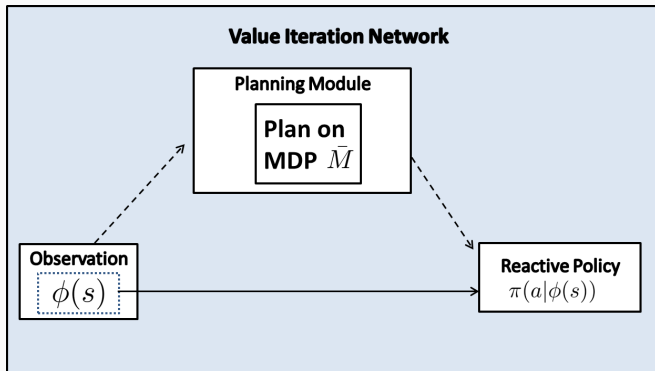 Value Iteration Network
Planning Module
Plan on
MDP M̄
Observation
ϕ(s)
Reactive Policy
π(a|ϕ(s))